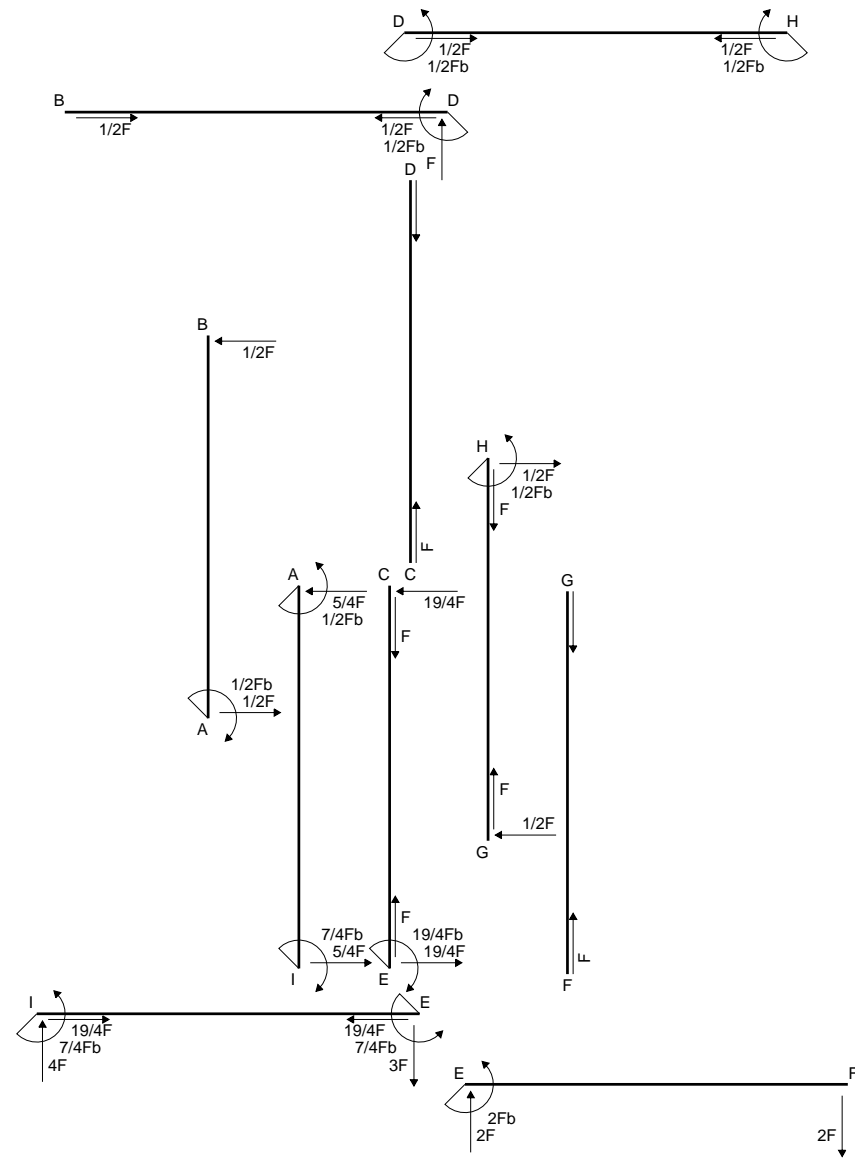 D H
1/2F 1/2F
1/2Fb 1/2Fb
B D
1/2F 1/2F
1/2Fb
F
D
B
1/2F
H
1/2F
1/2Fb
F
F
C
A C
G
5/4F 19/4F
1/2Fb
F
1/2Fb
1/2F
A
F
1/2F
G
F
7/4Fb 19/4Fb
5/4F 19/4F
I E
F
F
I E
19/4F 19/4F
7/4Fb 7/4Fb
4F 3F
E F
2Fb
2F 2F